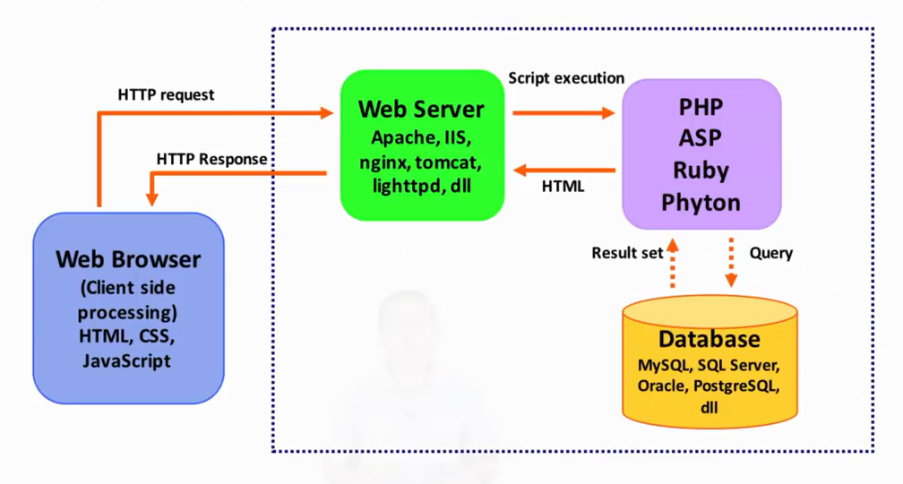 HTTP request
HTTP Response
Web Browser
(Client side
processing)
HTML, CSS,
JavaScript
Web Server
Apache, IIS,
nginx, tomcat,
lighttpd, dll
Script execution
HTML
PHP
ASP
Ruby
Phyton
Result set
Query
Database
MySQL, SQL Server,
Oracle, PostgreSQL,
dll